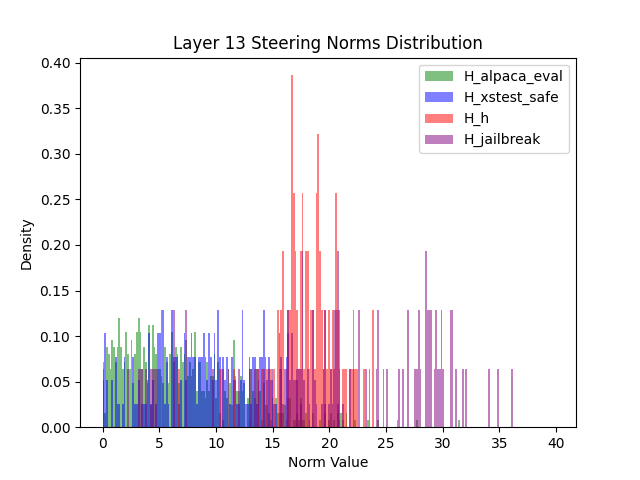 Layer 13 Steering Norms Distribution
0.40
0.35
0.30
0.25
0.20
0.15
0.10
0.05
0.00
Density
H_alpaca_eval
H_xstest_safe
H_h
H_jailbreak
0 5 10 15 20 25 30 35 40
Norm Value